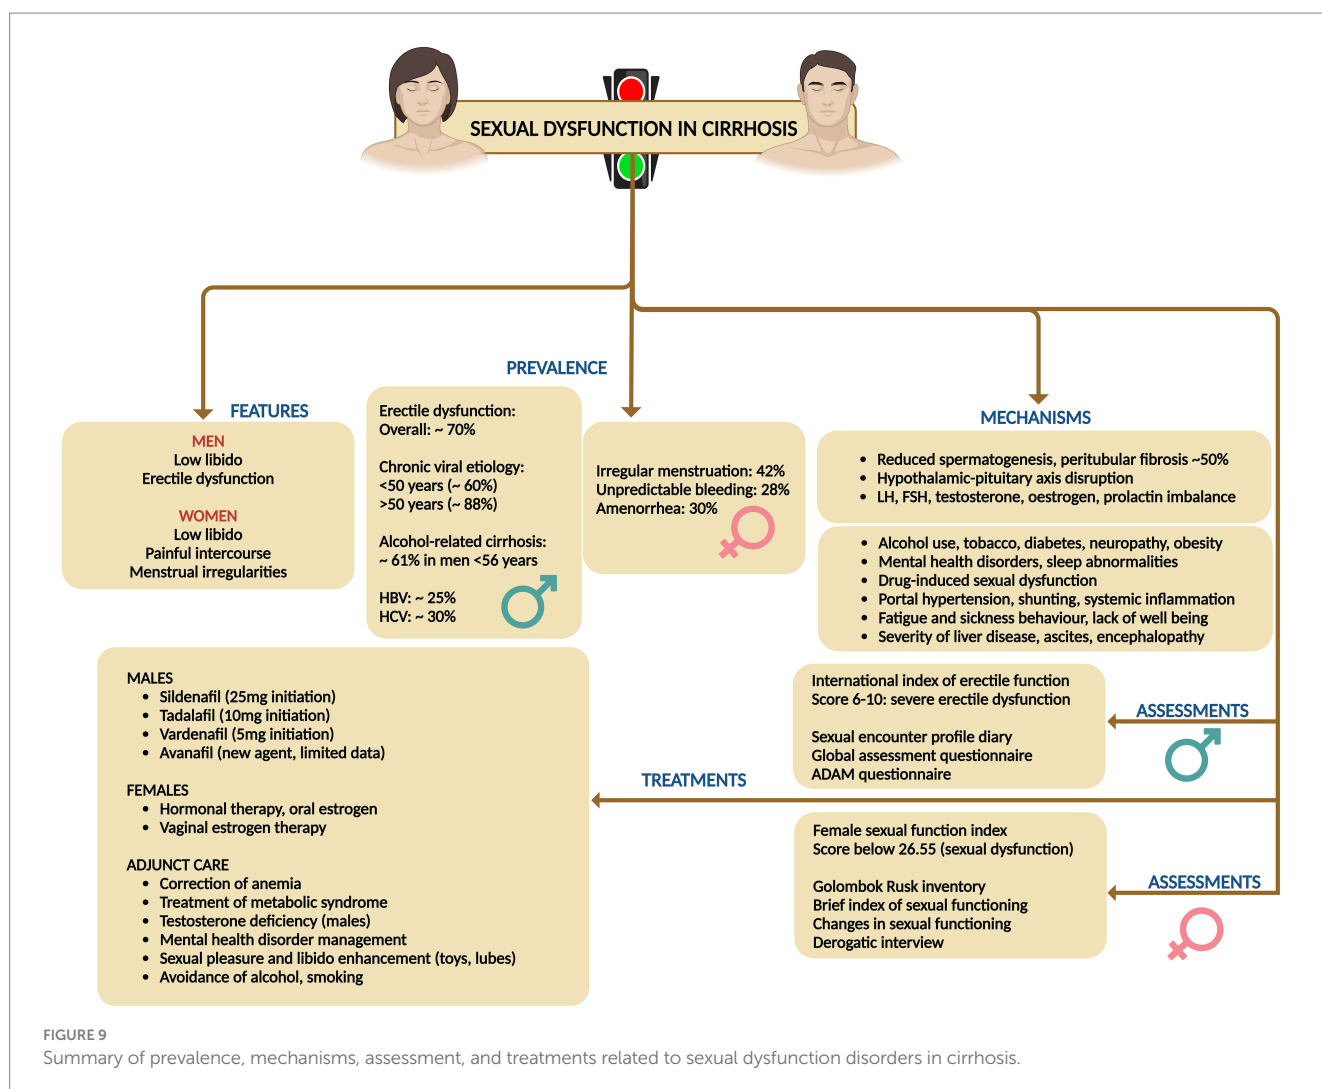 SEXUAL DYSFUNCTION IN CIRRHOSIS
FEATURES
MEN
Low libido
Erectile dysfunction
WOMEN
Low libido
Painful intercourse
Menstrual irregularities
PREVALENCE
Erectile dysfunction:
Overall: ~ 70%
Chronic viral etiology:
<50 years (~ 60%)
>50 years (~ 88%)
Alcohol-related cirrhosis:
~ 61% in men <56 years
HBV: ~ 25%
HCV: ~ 30%
Irregular menstruation: 42%
Unpredictable bleeding: 28%
Amenorrhea: 30%
MECHANISMS
• Reduced spermatogenesis, peritubular fibrosis ~50%
• Hypothalamic-pituitary axis disruption
• LH, FSH, testosterone, oestrogen, prolactin imbalance
• Alcohol use, tobacco, diabetes, neuropathy, obesity
• Mental health disorders, sleep abnormalities
• Drug-induced sexual dysfunction
• Portal hypertension, shunting, systemic inflammation
• Fatigue and sickness behaviour, lack of well being
• Severity of liver disease, ascites, encephalopathy
ASSESSMENTS
International index of erectile function
Score 6-10: severe erectile dysfunction
Sexual encounter profile diary
Global assessment questionnaire
ADAM questionnaire
TREATMENTS
MALES
• Sildenafil (25mg initiation)
• Tadalafil (10mg initiation)
• Vardenafil (5mg initiation)
• Avanafil (new agent, limited data)
FEMALES
• Hormonal therapy, oral estrogen
• Vaginal estrogen therapy
ADJUNCT CARE
• Correction of anemia
• Treatment of metabolic syndrome
• Testosterone deficiency (males)
• Mental health disorder management
• Sexual pleasure and libido enhancement (toys, lubes)
• Avoidance of alcohol, smoking
ASSESSMENTS
Female sexual function index
Score below 26.55 (sexual dysfunction)
Golombok Rusk inventory
Brief index of sexual functioning
Changes in sexual functioning
Derogatic interview
FIGURE 9
Summary of prevalence, mechanisms, assessment, and treatments related to sexual dysfunction disorders in cirrhosis.